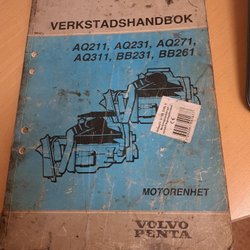 VERKSTADSHANDBOK
AQ211, AQ231, AQ271,
AQ311, BB231, BB261
MOTORENHET
VOLVO
PENTA